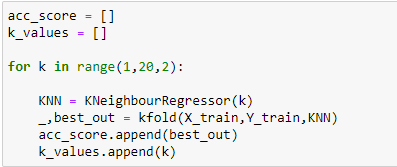 acc_score = []
k_values = []
for k in range(1,20,2):
KNN = KNeighbourRegressor(k)
_,best_out = kfold(X_train,Y_train,KNN)
acc_score.append(best_out)
k_values.append(k)